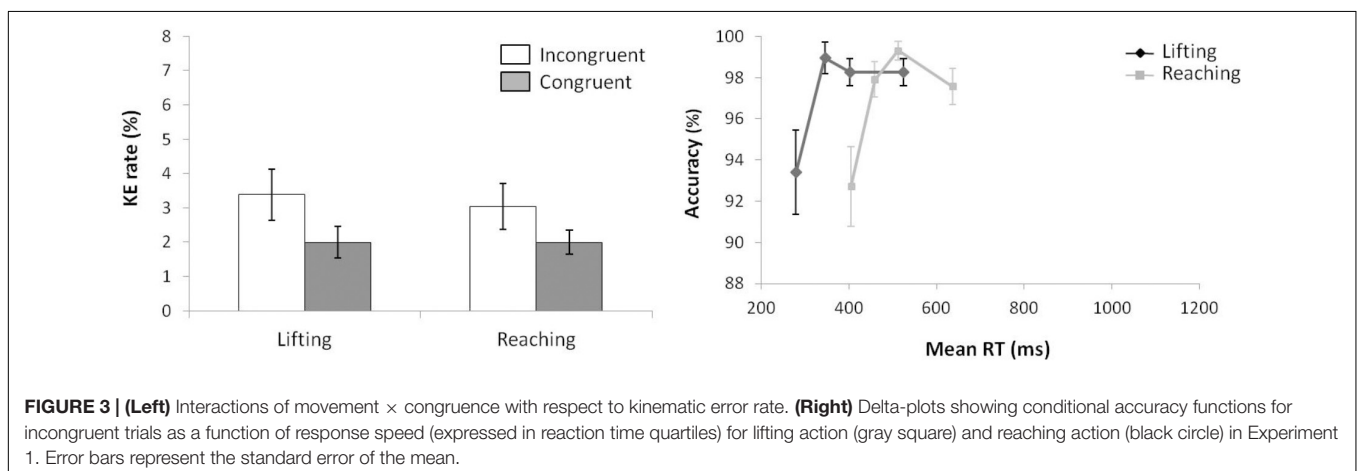 8
7
6
5
4
3
2
1
0
KE rate (%)
Incongruent
Congruent
Lifting
Reaching
100
98
96
94
92
90
88
Accuracy (%)
Lifting
Reaching
200 400 600 800 1000 1200
Mean RT (ms)
FIGURE 3 | (Left) Interactions of movement × congruence with respect to kinematic error rate. (Right) Delta-plots showing conditional accuracy functions for
incongruent trials as a function of response speed (expressed in reaction time quartiles) for lifting action (gray square) and reaching action (black circle) in Experiment
1. Error bars represent the standard error of the mean.